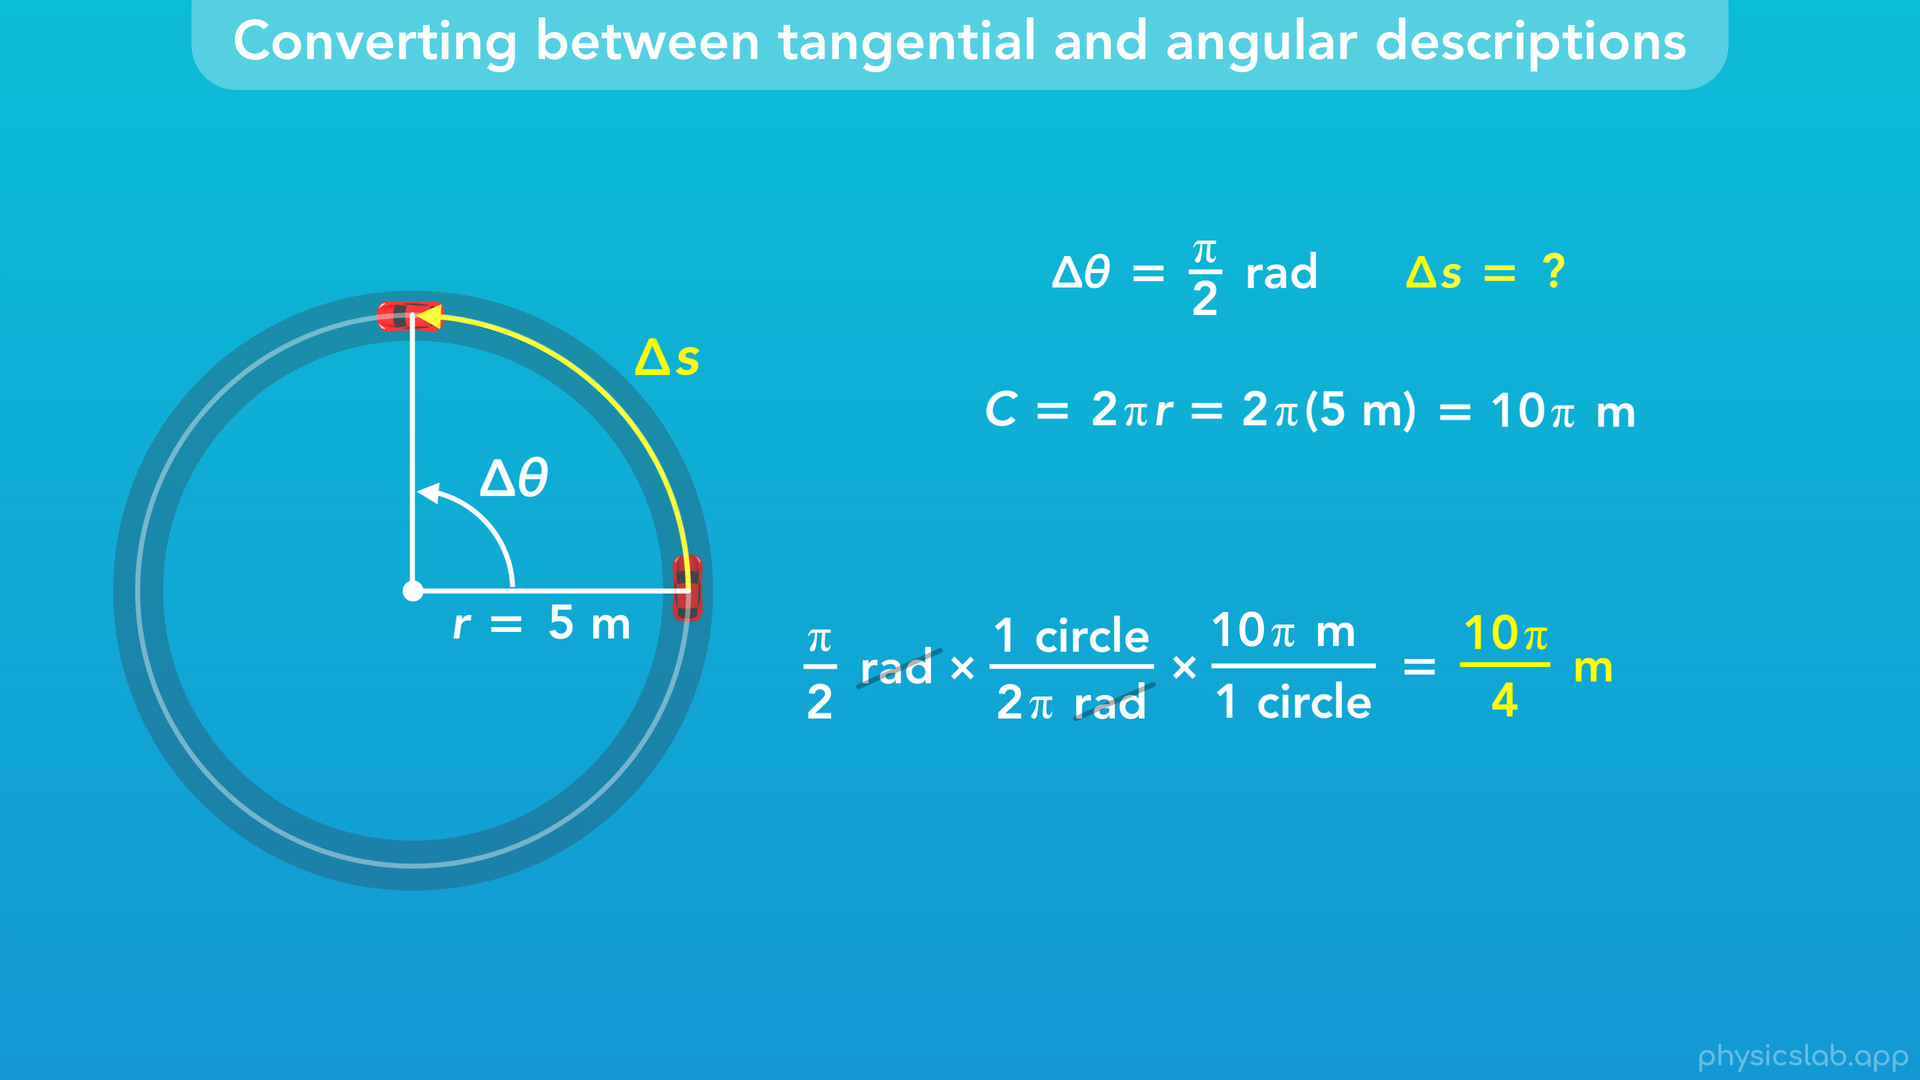 Converting between tangential and angular descriptions
Δθ = π/2 rad Δs = ?
C = 2πr = 2π(5 m) = 10π m
Δs
Δθ
r = 5 m
π/2 rad × 1 circle/2π rad × 10π m/1 circle = 10π/4 m
physicslab.app